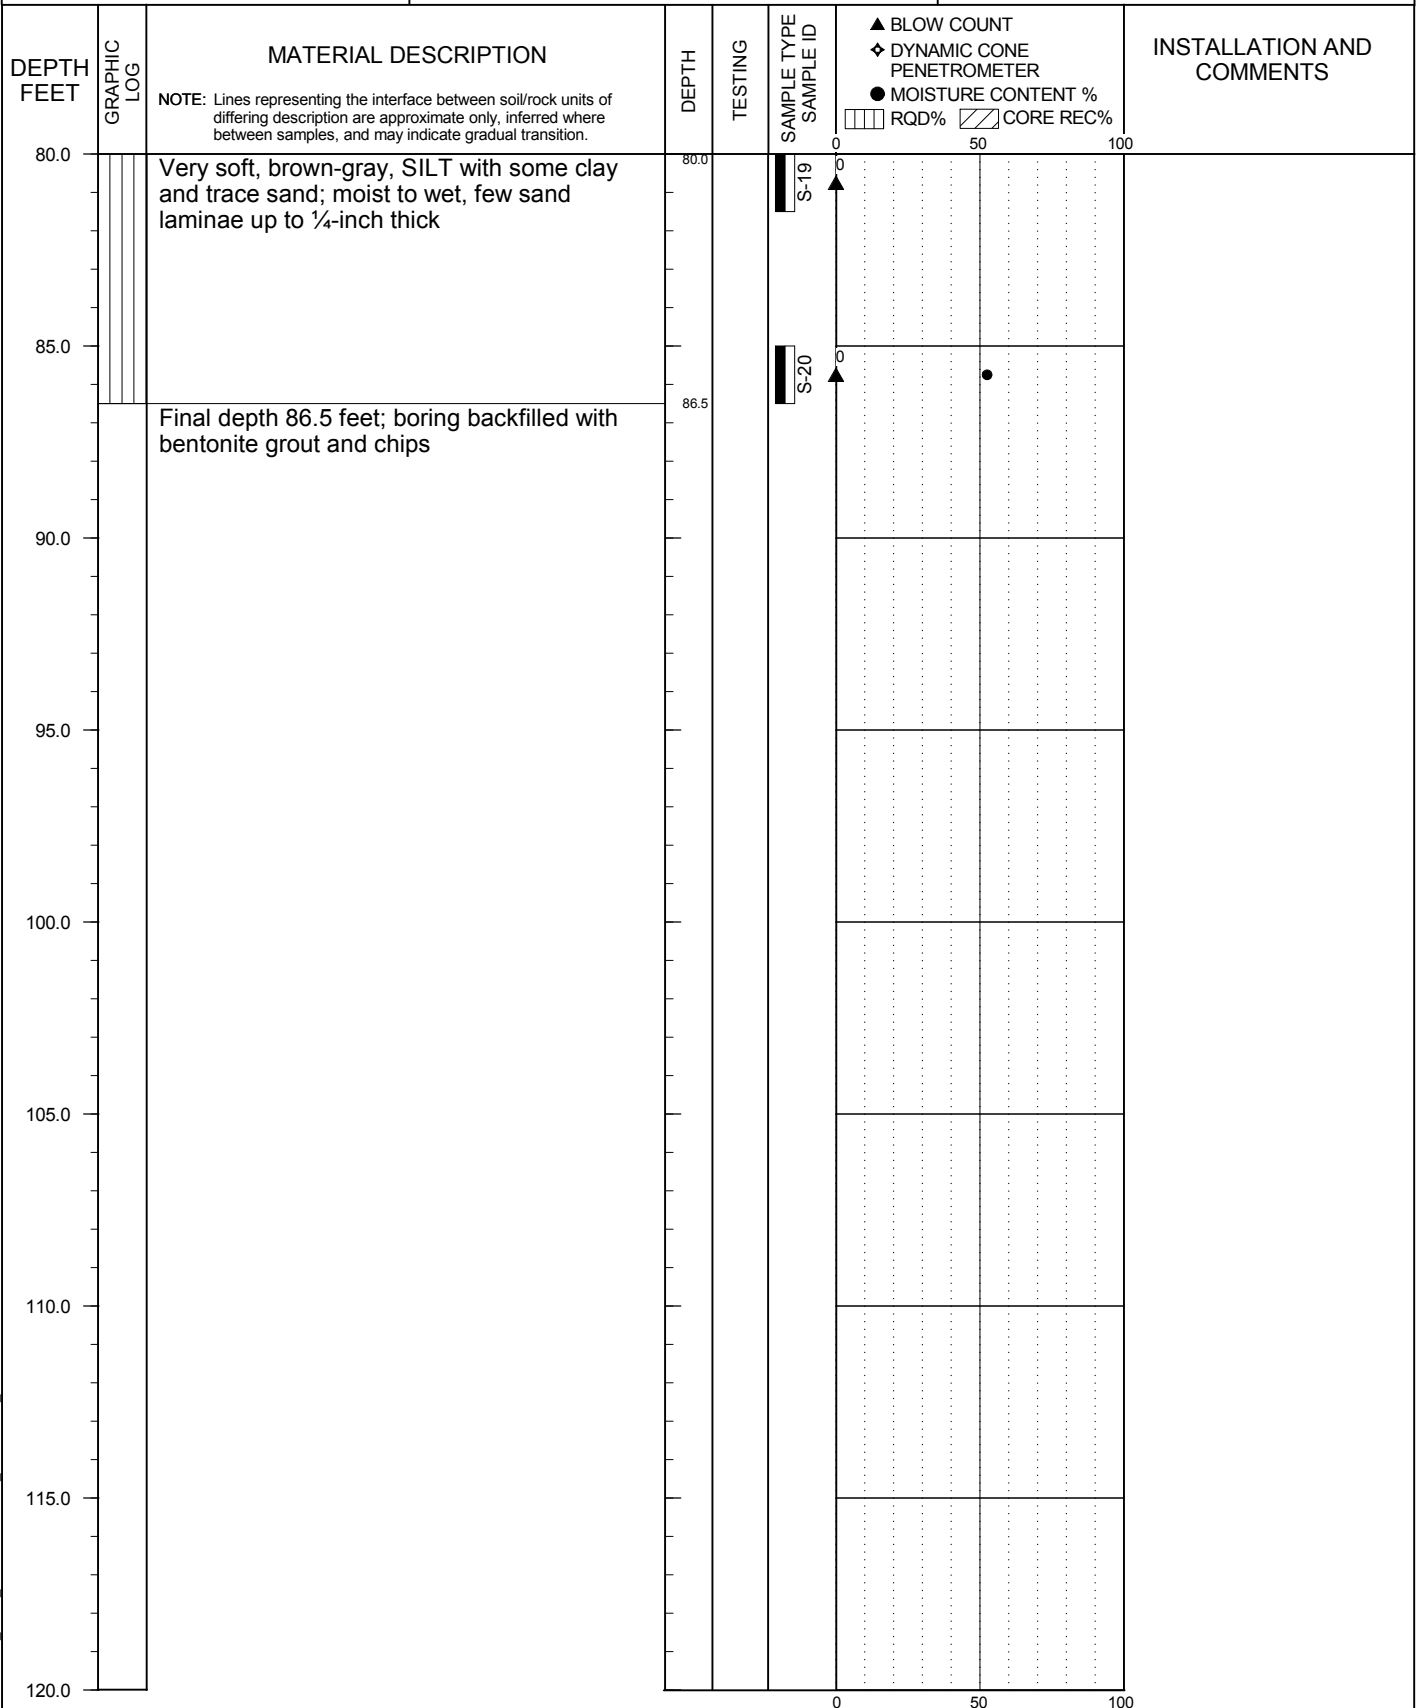 DEPTH
FEET
GRAPHIC
LOG
MATERIAL DESCRIPTION
NOTE: Lines representing the interface between soil/rock units of
differing description are approximate only, inferred where
between samples, and may indicate gradual transition.
DEPTH
TESTING
SAMPLE TYPE
SAMPLE ID
▲ BLOW COUNT
DYNAMIC CONE
PENETROMETER
● MOISTURE CONTENT %
RQD% CORE REC%
0 50 100
INSTALLATION AND
COMMENTS
80.0
Very soft, brown-gray, SILT with some clay
and trace sand; moist to wet, few sand
laminae up to ¼-inch thick
80.0
S-19
0
85.0
S-20
0
86.5
Final depth 86.5 feet; boring backfilled with
bentonite grout and chips
90.0
95.0
100.0
105.0
110.0
115.0
120.0
0 50 100